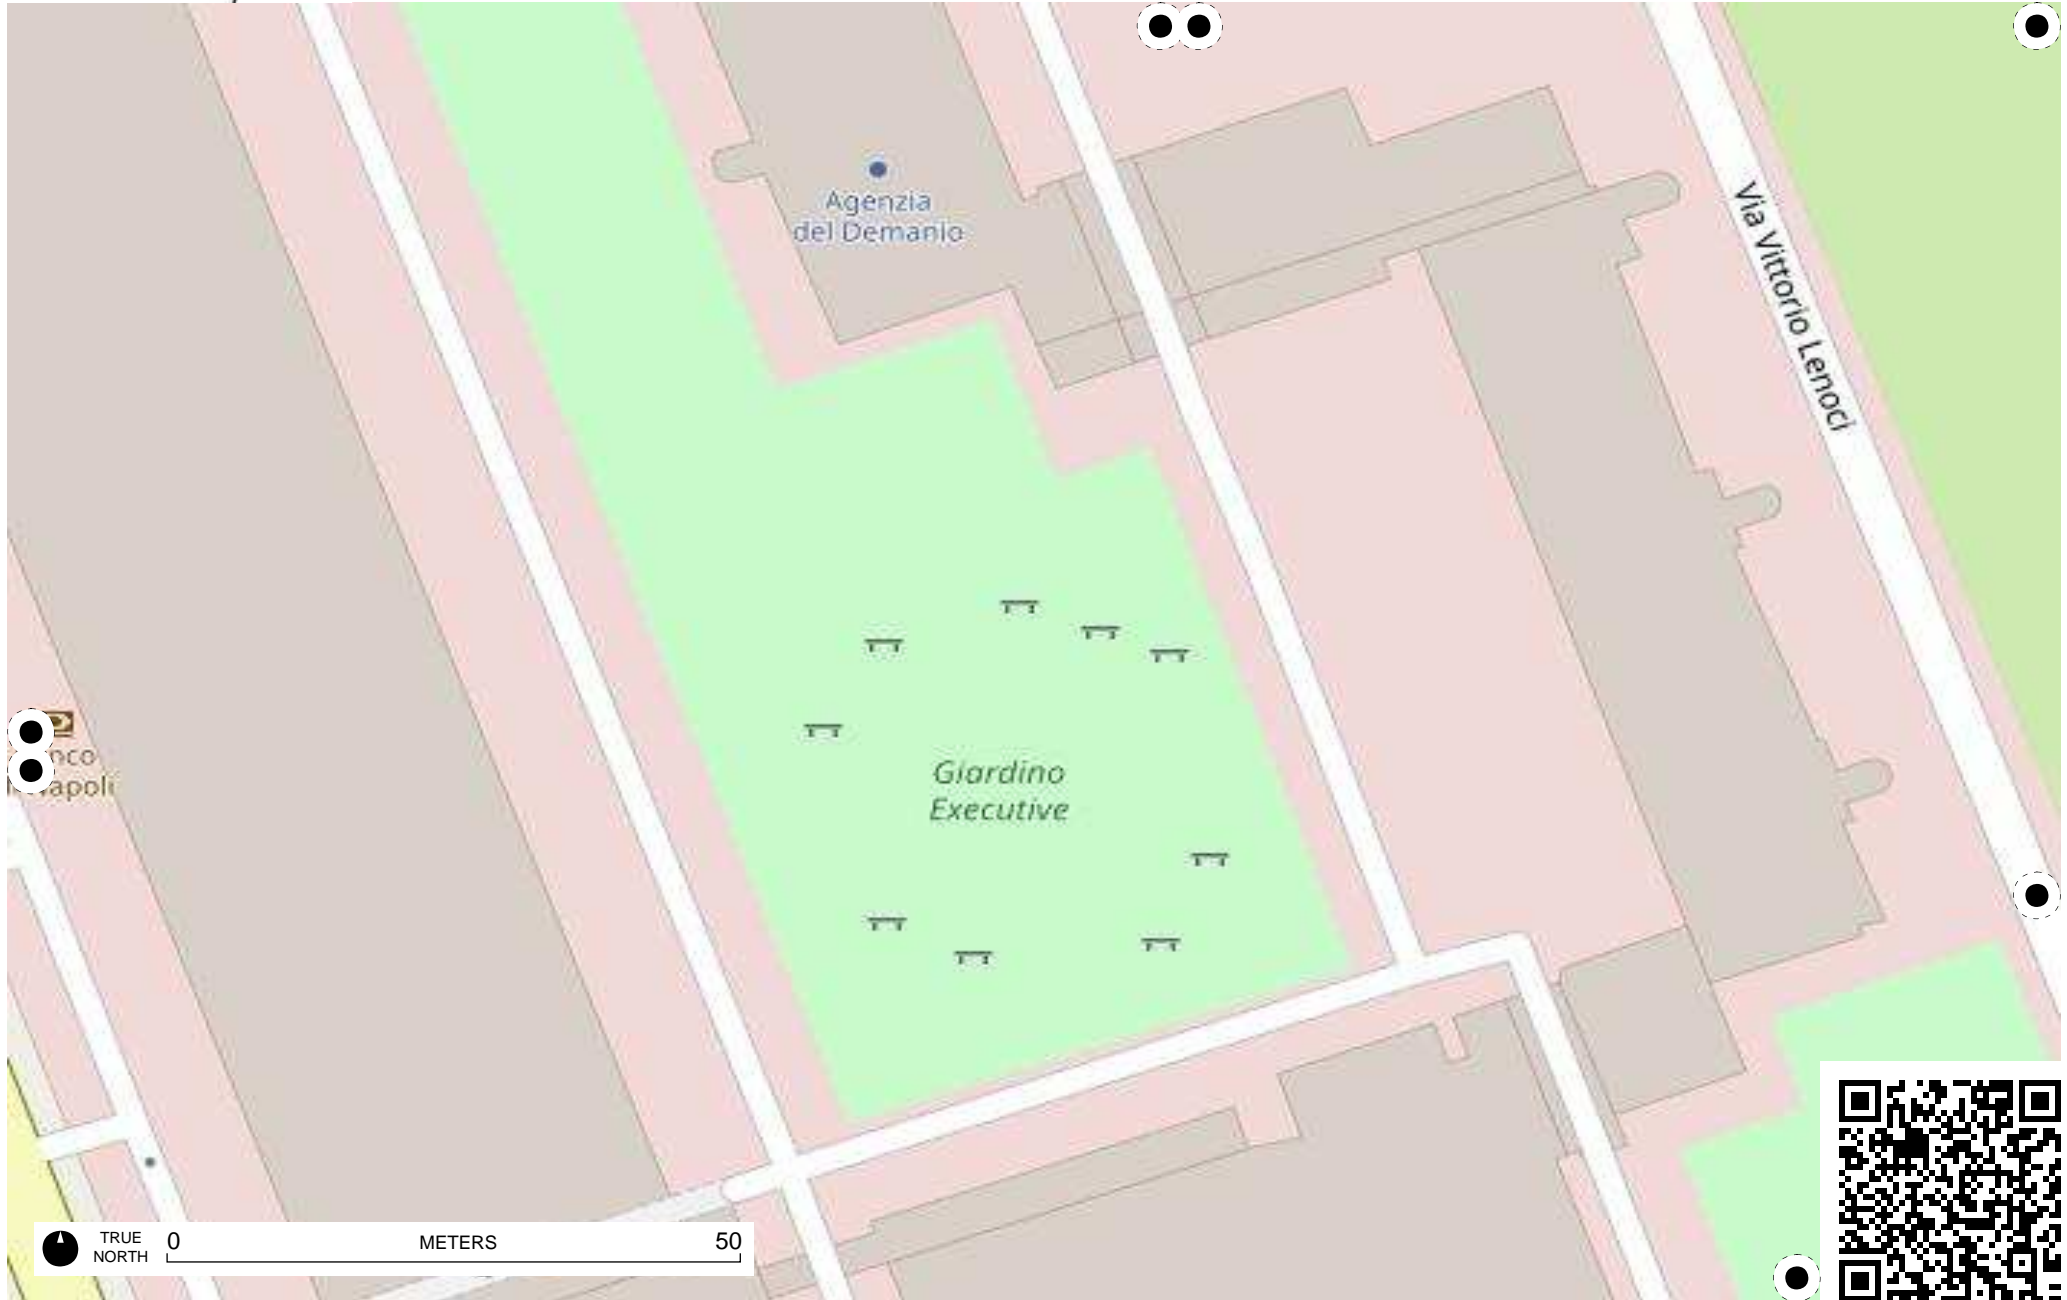 Agenzia
del Demanio
Via Vittorio Lenoci
Giardino
Executive
TRUE
NORTH
0 METERS 50